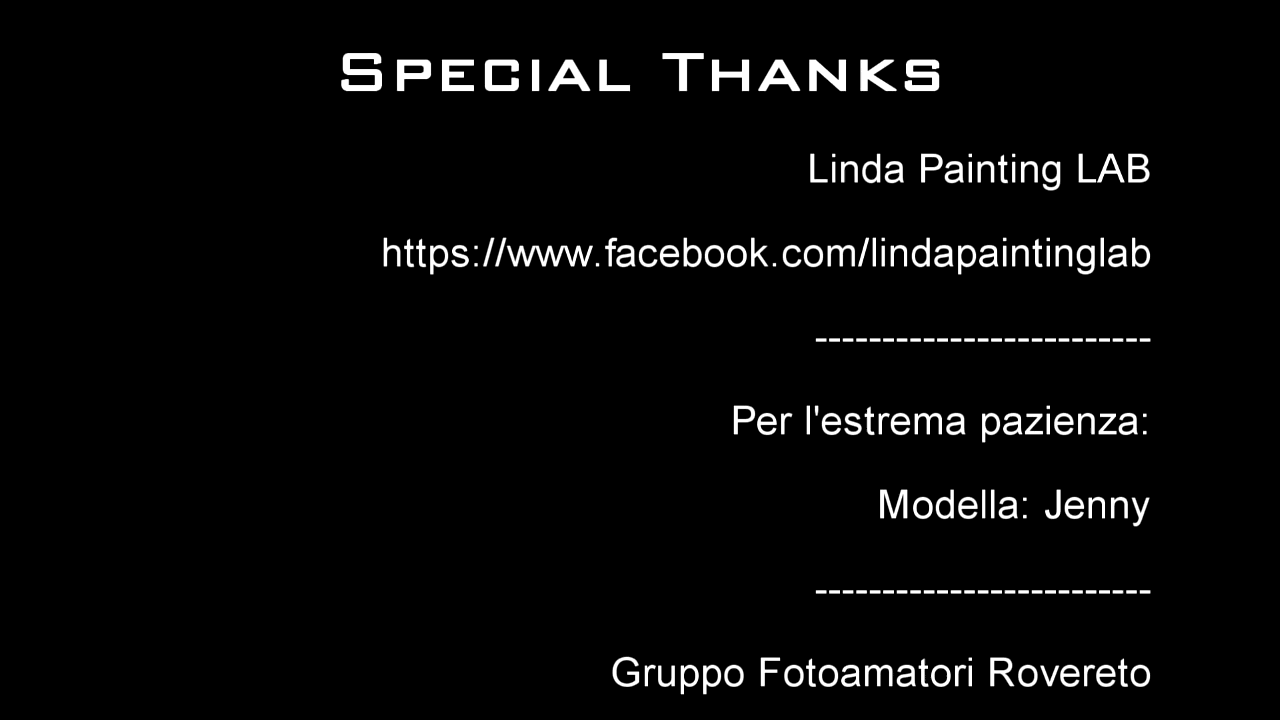 Special Thanks
Linda Painting LAB
https://www.facebook.com/lindapaintinglab
-------------------------
Per l'estrema pazienza:
Modella: Jenny
-------------------------
Gruppo Fotoamatori Rovereto